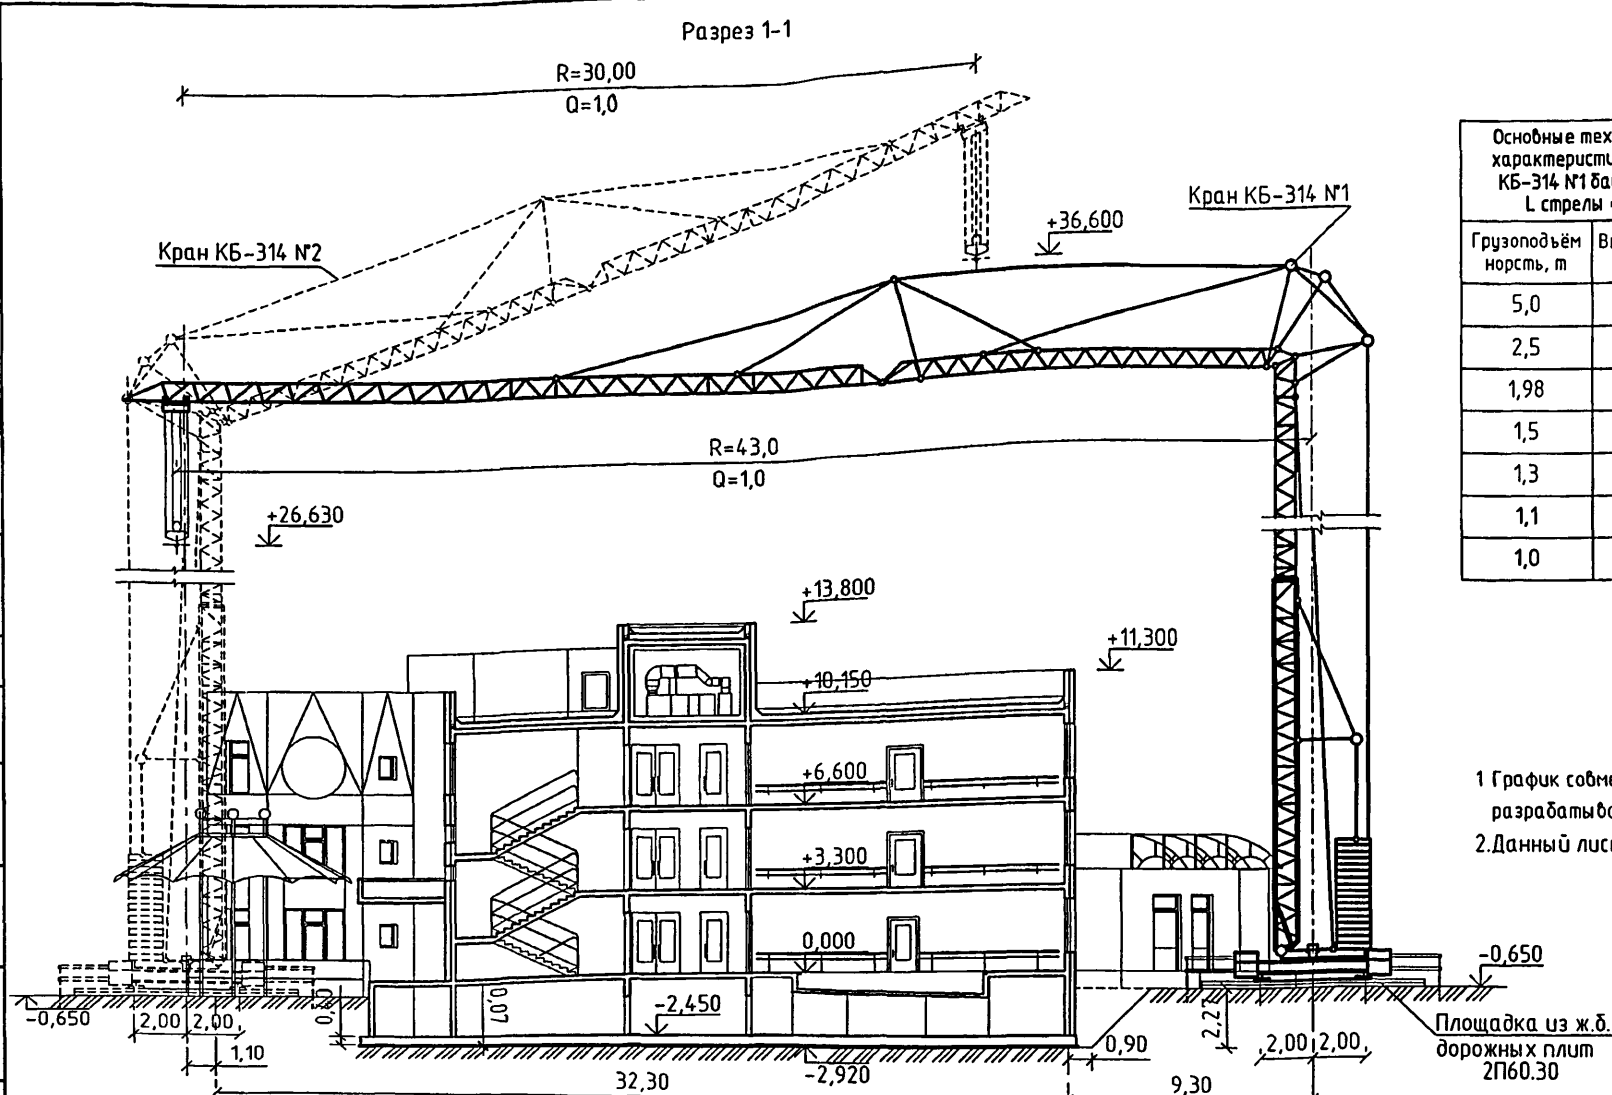 Разрез 1-1
R=30,00
Q=1,0
Кран КБ-314 №2
+36,600
Кран КБ-314 №1
Основные тех
характеристи
КБ-314 №1 ба
L стрелы
Грузоподъём
норсть, т
5,0
2,5
1,98
1,5
1,3
1,1
1,0
R=43,0
Q=1,0
+26,630
+13,800
+11,300
+10,150
+6,600
+3,300
0,000
-2,450
1 График совме
разрабатыва
2.Данный лис
-0,650
-0,650
2,00
2,00
1,10
0,07
-2,920
32,30
0,90
2,27
2,00
2,00
9,30
Площадка из ж.б.
дорожных плит
2П60.30